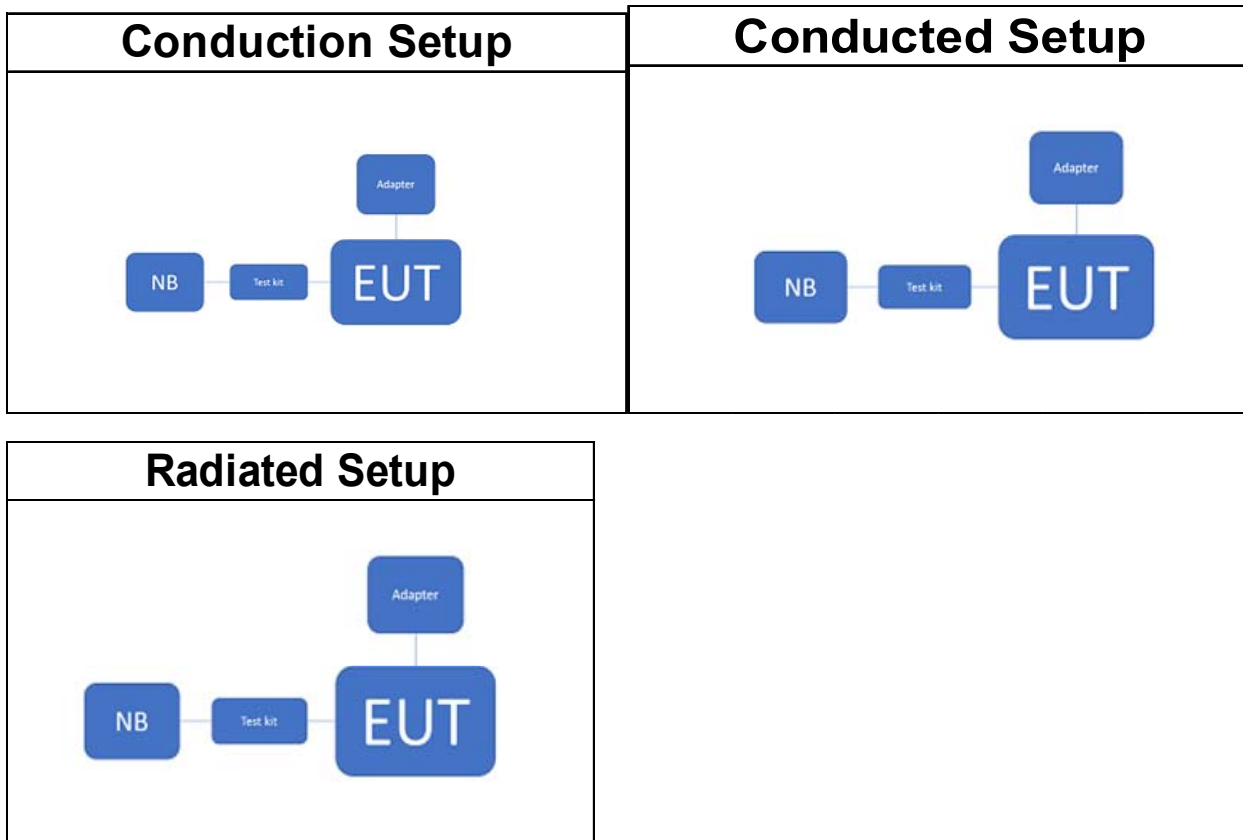 Conduction Setup
Adapter
NB
Test kit
EUT
Conducted Setup
Adapter
NB
Test kit
EUT
Radiated Setup
Adapter
NB
Test kit
EUT